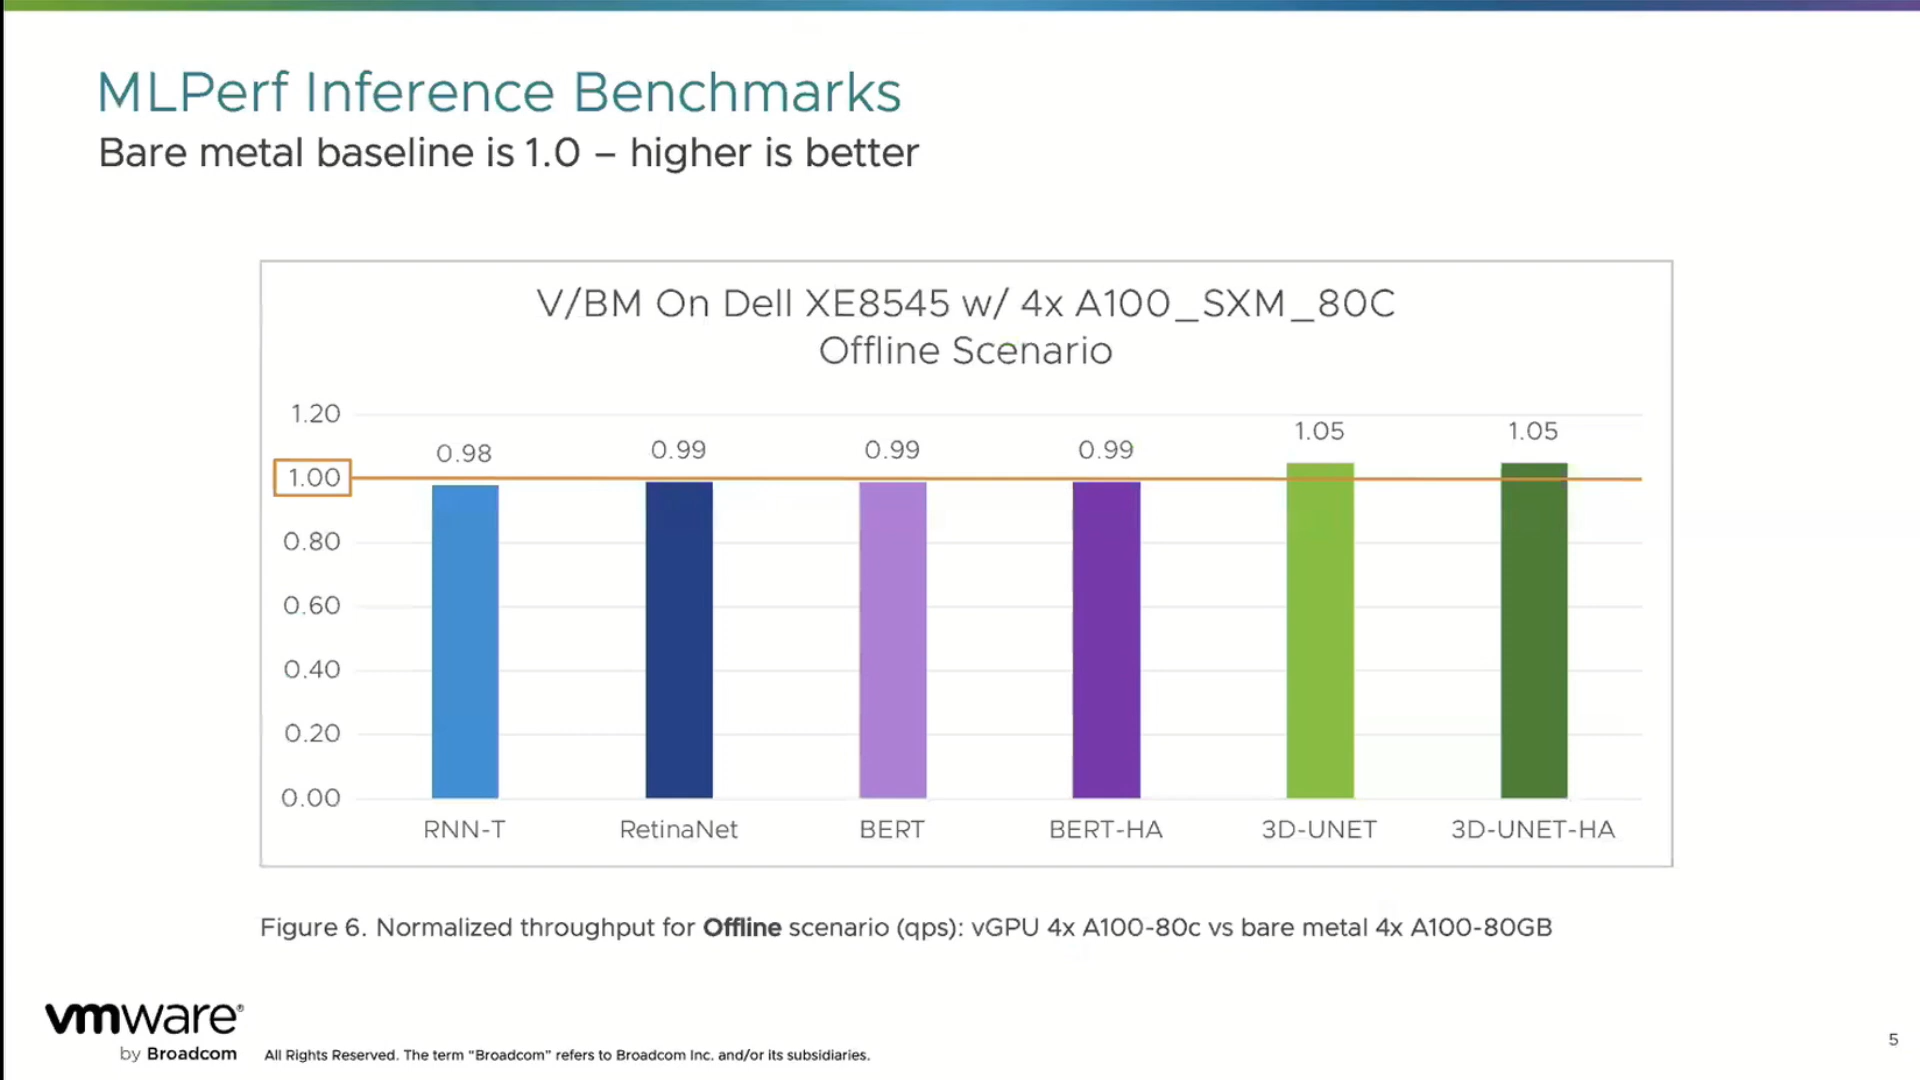 MLPerf Inference Benchmarks
Bare metal baseline is 1.0 – higher is better
V/BM On Dell XE8545 w/ 4x A100_SXM_80C
Offline Scenario
1.20
1.00
0.80
0.60
0.40
0.20
0.00
0.98
0.99
0.99
0.99
1.05
1.05
RNN-T
RetinaNet
BERT
BERT-HA
3D-UNET
3D-UNET-HA
Figure 6. Normalized throughput for Offline scenario (qps): vGPU 4x A100-80c vs bare metal 4x A100-80GB
vmware®
by Broadcom
All Rights Reserved. The term "Broadcom" refers to Broadcom Inc. and/or its subsidiaries.
5